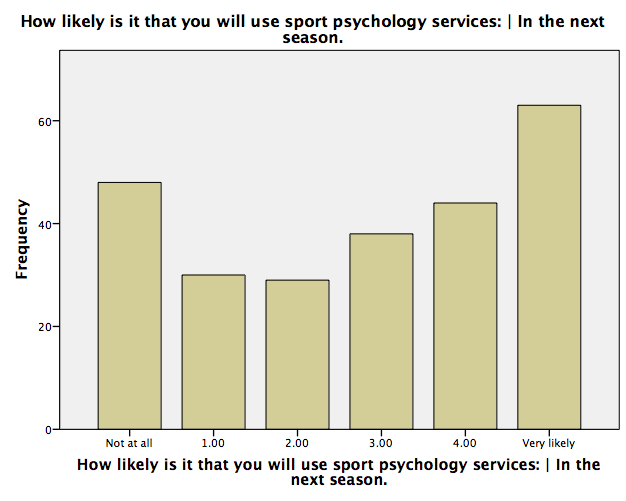 How likely is it that you will use sport psychology services: | In the next
season.
60
40
20
0
Frequency
Not at all
1.00
2.00
3.00
4.00
Very likely
How likely is it that you will use sport psychology services: | In the
next season.